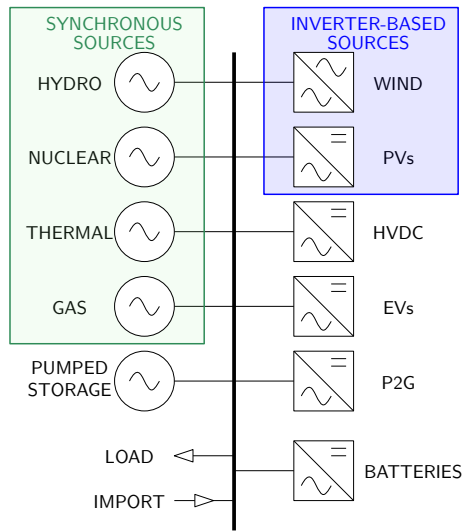 SYNCHRONOUS
SOURCES
INVERTER-BASED
SOURCES
HYDRO
WIND
NUCLEAR
PVs
THERMAL
HVDC
GAS
EVs
PUMPED
STORAGE
P2G
LOAD
BATTERIES
IMPORT